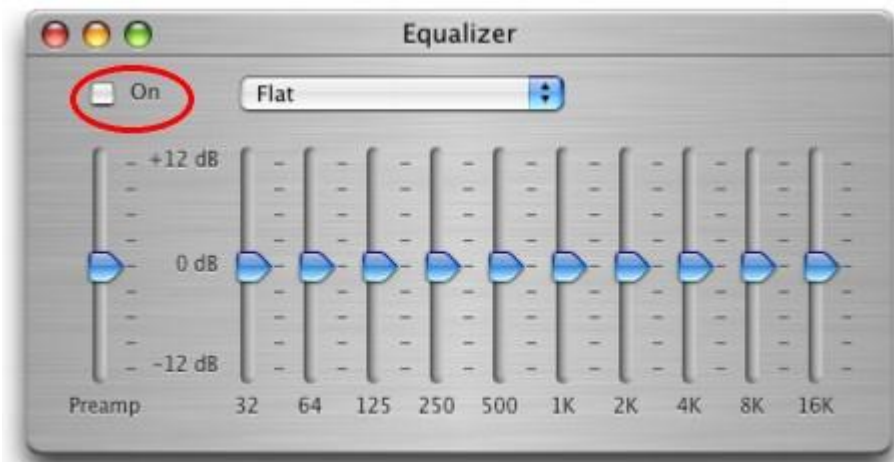 Equalizer
On
Flat
+12 dB
0 dB
-12 dB
Preamp 32 64 125 250 500 1K 2K 4K 8K 16K